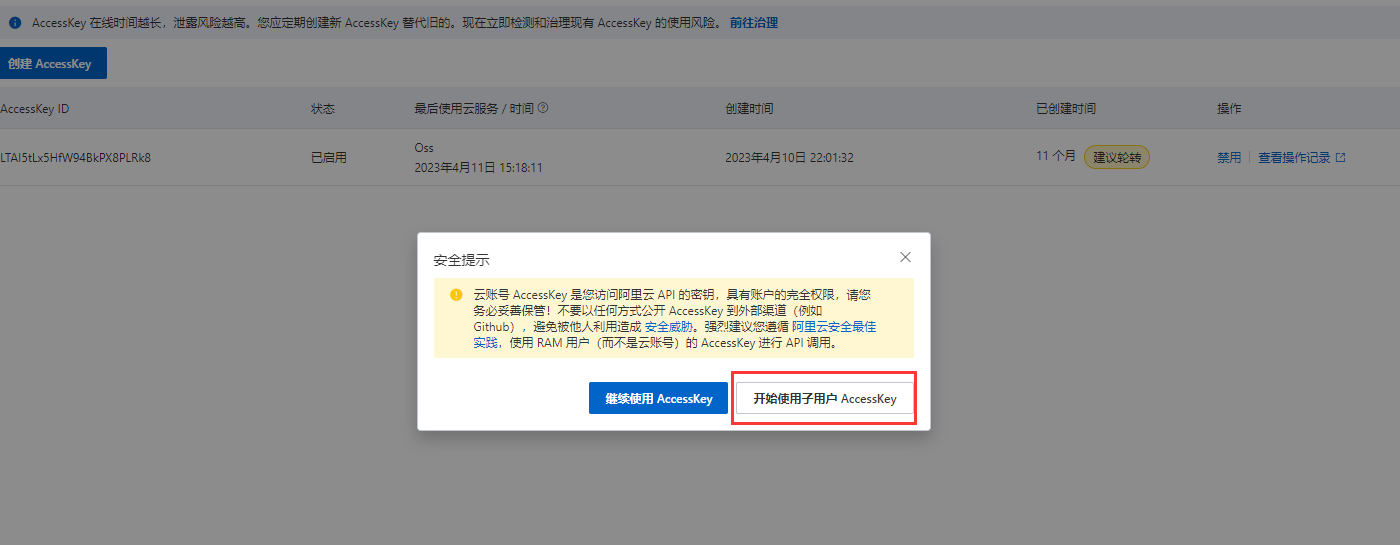 AccessKey 在线时间越长，泄露风险越高。您应定期创建新 AccessKey 替代旧的。现在立即检测和治理现有 AccessKey 的使用风险。 前往治理
创建 AccessKey
AccessKey ID 状态 最后使用云服务 / 时间 创建时间 已创建时间 操作
LTAI5tLx5HfW94BkPX8PLRk8 已启用 Oss 2023年4月10日 22:01:32 11 个月 建议轮转 禁用 查看操作记录
2023年4月11日 15:18:11
安全提示
云账号 AccessKey 是您访问阿里云 API 的密钥，具有账户的完全权限，请您
务必妥善保管！不要以任何方式公开 AccessKey 到外部渠道（例如
Github），避免被他人利用造成 安全威胁。强烈建议您遵循 阿里云安全最佳
实践，使用 RAM 用户（而不是云账号）的 AccessKey 进行 API 调用。
继续使用 AccessKey 开始使用子用户 AccessKey